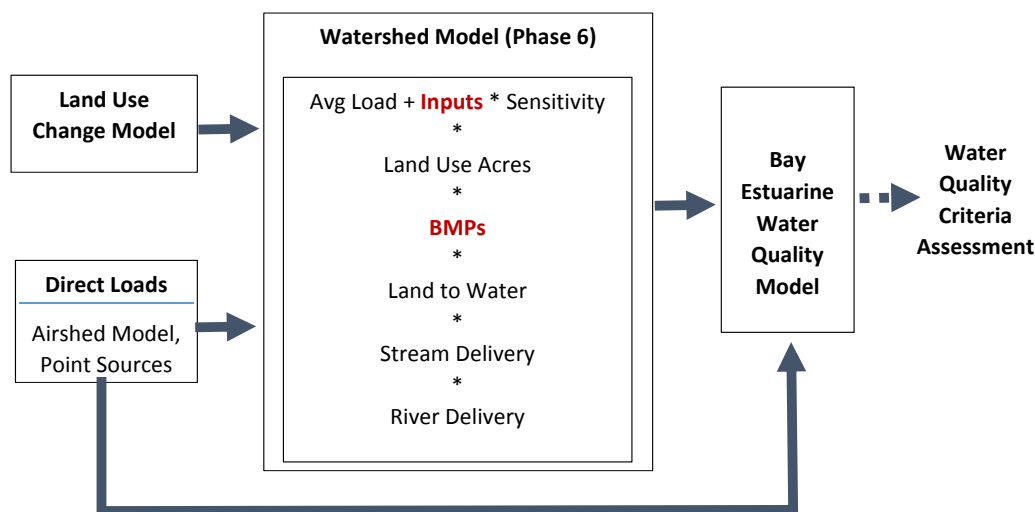 Land Use
Change Model
Direct Loads
Airshed Model,
Point Sources
Watershed Model (Phase 6)
Avg Load + Inputs * Sensitivity
*
Land Use Acres
*
BMPs
*
Land to Water
*
Stream Delivery
*
River Delivery
Bay
Estuarine
Water
Quality
Model
Water
Quality
Criteria
Assessment